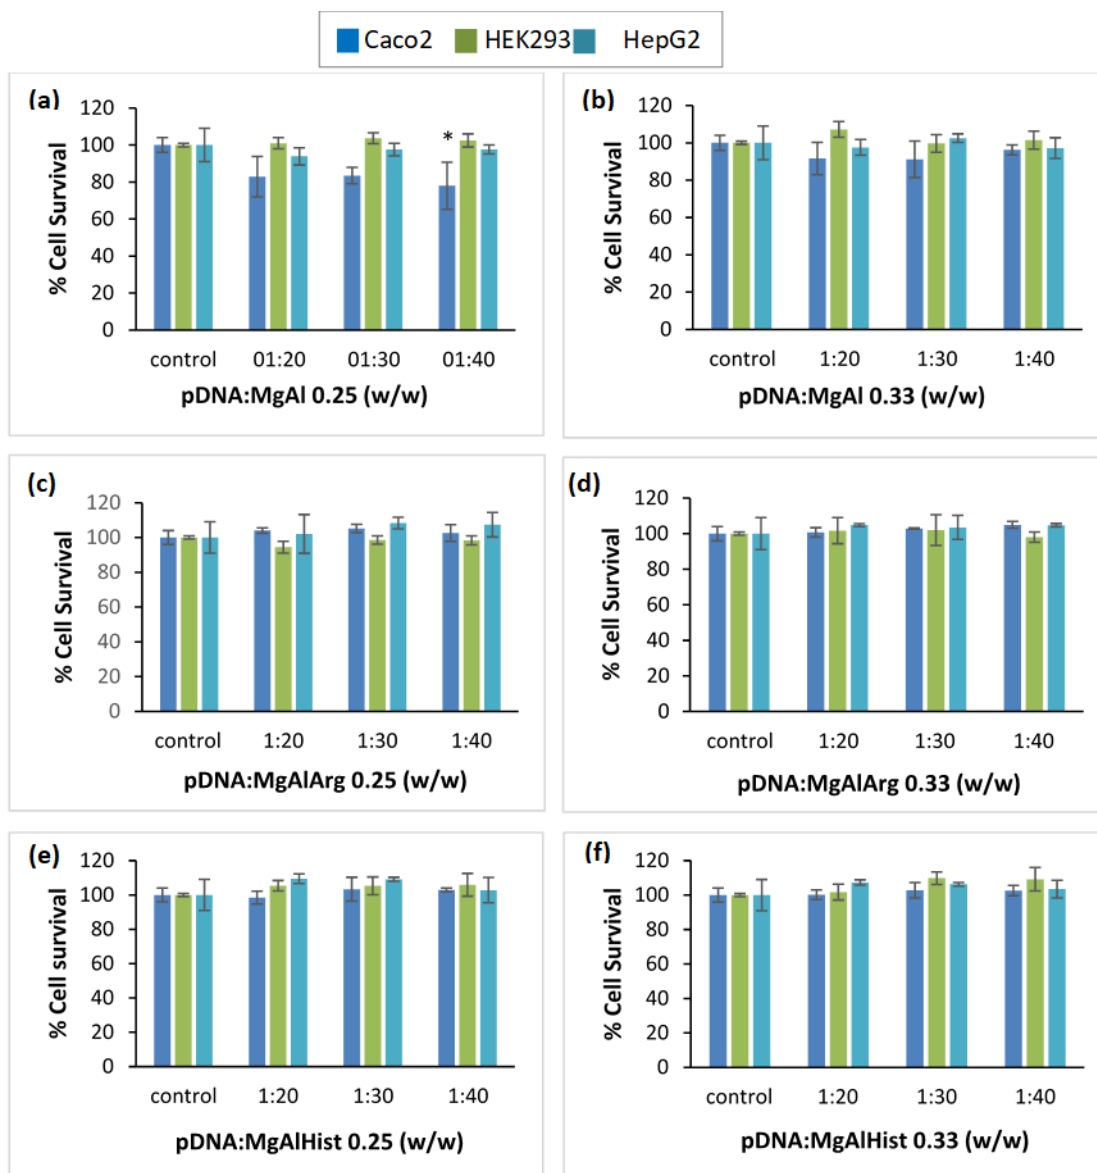 Caco2 HEK293 HepG2
(a)
120
100
80
60
40
20
0
% Cell Survival
*
control 01:20 01:30 01:40
pDNA:MgAl 0.25 (w/w)
(b)
120
100
80
60
40
20
0
% Cell Survival
control 1:20 1:30 1:40
pDNA:MgAl 0.33 (w/w)
(c)
120
100
80
60
40
20
0
% Cell Survival
control 1:20 1:30 1:40
pDNA:MgAlArg 0.25 (w/w)
(d)
120
100
80
60
40
20
0
% Cell Survival
control 1:20 1:30 1:40
pDNA:MgAlArg 0.33 (w/w)
(e)
120
100
80
60
40
20
0
% Cell survival
control 1:20 1:30 1:40
pDNA:MgAlHist 0.25 (w/w)
(f)
120
100
80
60
40
20
0
% Cell Survival
control 1:20 1:30 1:40
pDNA:MgAlHist 0.33 (w/w)